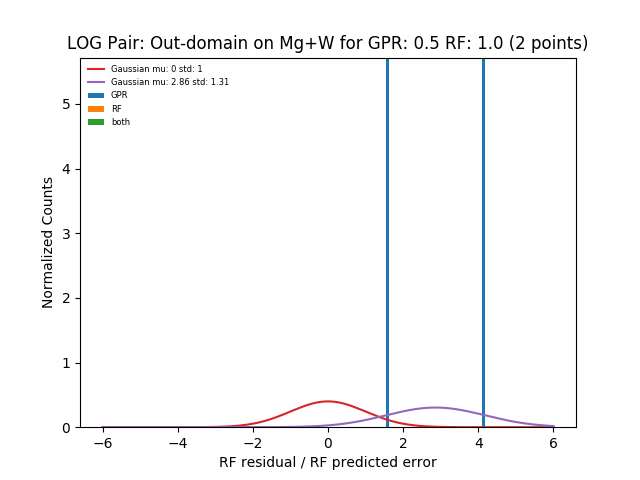 LOG Pair: Out-domain on Mg+W for GPR: 0.5 RF: 1.0 (2 points)
Gaussian mu: 0 std: 1
Gaussian mu: 2.86 std: 1.31
GPR
RF
both
Normalized Counts
5
4
3
2
1
0
−6 −4 −2 0 2 4 6
RF residual / RF predicted error